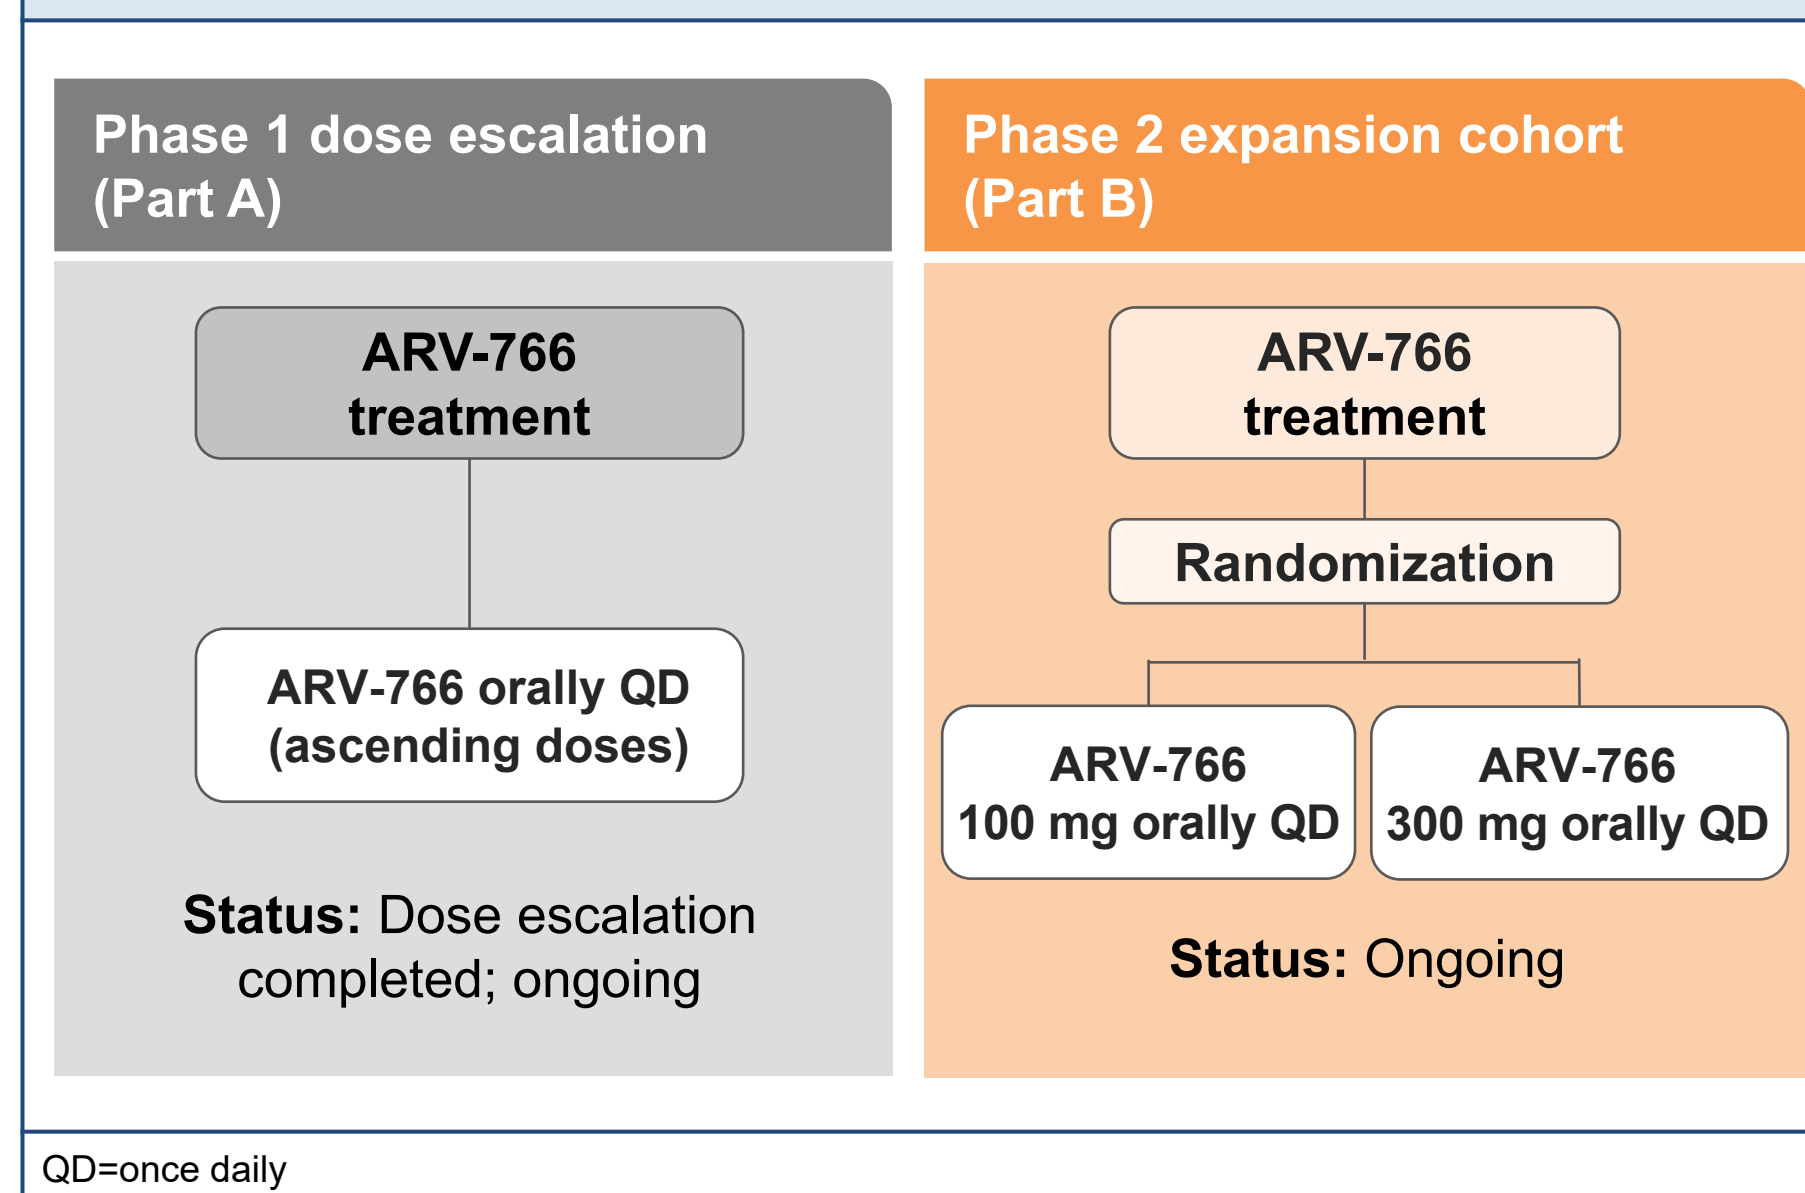 Phase 1 dose escalation
(Part A)
ARV-766
treatment
ARV-766 orally QD
(ascending doses)
Status: Dose escalation
completed; ongoing
Phase 2 expansion cohort
(Part B)
ARV-766
treatment
Randomization
ARV-766
100 mg orally QD
ARV-766
300 mg orally QD
Status: Ongoing
QD=once daily